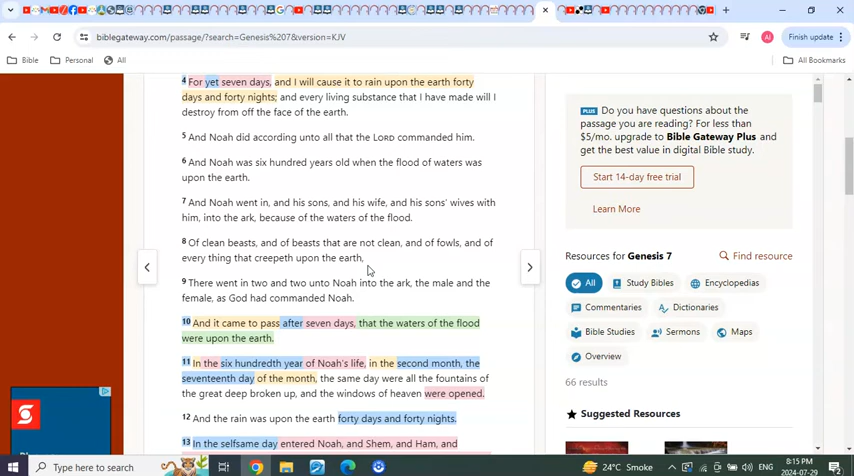 Finish update
biblegateway.com/passage/?search=Genesis%207&version=KJV
AI
Bible
Personal
All
All Bookmarks
4 For yet seven days, and I will cause it to rain upon the earth forty
days and forty nights; and every living substance that I have made will I
destroy from off the face of the earth.
5 And Noah did according unto all that the LORD commanded him.
6 And Noah was six hundred years old when the flood of waters was
upon the earth.
7 And Noah went in, and his sons, and his wife, and his sons' wives with
him, into the ark, because of the waters of the flood.
8 Of clean beasts, and of beasts that are not clean, and of fowls, and of
every thing that creepeth upon the earth,
9 There went in two and two unto Noah into the ark, the male and the
female, as God had commanded Noah.
10 And it came to pass after seven days, that the waters of the flood
were upon the earth.
11 In the six hundredth year of Noah's life, in the second month, the
seventeenth day of the month, the same day were all the fountains of
the great deep broken up, and the windows of heaven were opened.
12 And the rain was upon the earth forty days and forty nights.
13 In the selfsame day entered Noah, and Shem, and Ham, and
PLUS Do you have questions about the
passage you are reading? For less than
$5/mo. upgrade to Bible Gateway Plus and
get the best value in digital Bible study.
Start 14-day free trial
Learn More
Resources for Genesis 7
Find resource
All
Study Bibles
Encyclopedias
Commentaries
Dictionaries
Bible Studies
Sermons
Maps
Overview
66 results
Suggested Resources
Type here to search
24°C Smoke
8:15 PM
2024-07-29